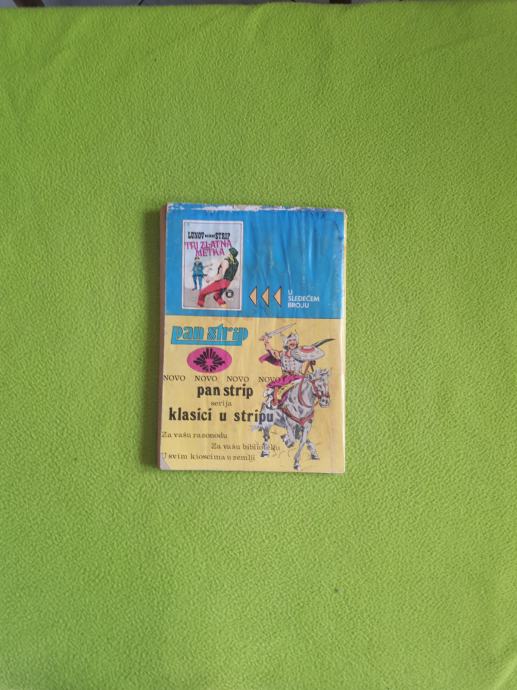 LUNOV MAGNUS STRIP
TRI ZLATNA
METKA
U
SLEDEĆEM
BROJU
pan strip
NOVO NOVO NOVO NOVO
pan strip
serija
klasici u stripu
Za vašu razonodu
Za vašu biblioteku
U svim kioscima u zemlji